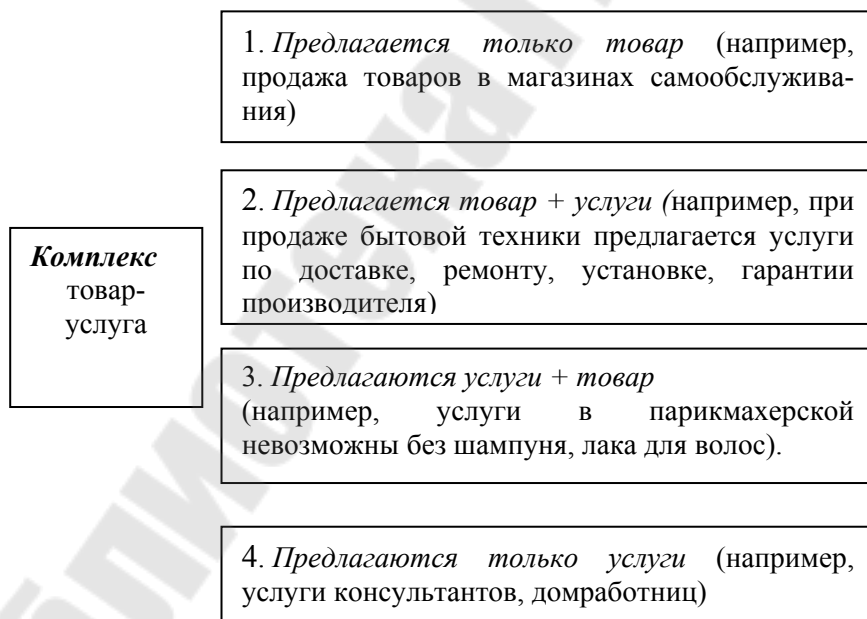 1. Предлагается только товар (например,
продажа товаров в магазинах самообслужива-
ния)
2. Предлагается товар + услуги (например, при
продаже бытовой техники предлагается услуги
по доставке, ремонту, установке, гарантии
производителя)
Комплекс
товар-
услуга
3. Предлагаются услуги + товар
(например, услуги в парикмахерской
невозможны без шампуня, лака для волос).
4. Предлагаются только услуги (например,
услуги консультантов, домработниц)